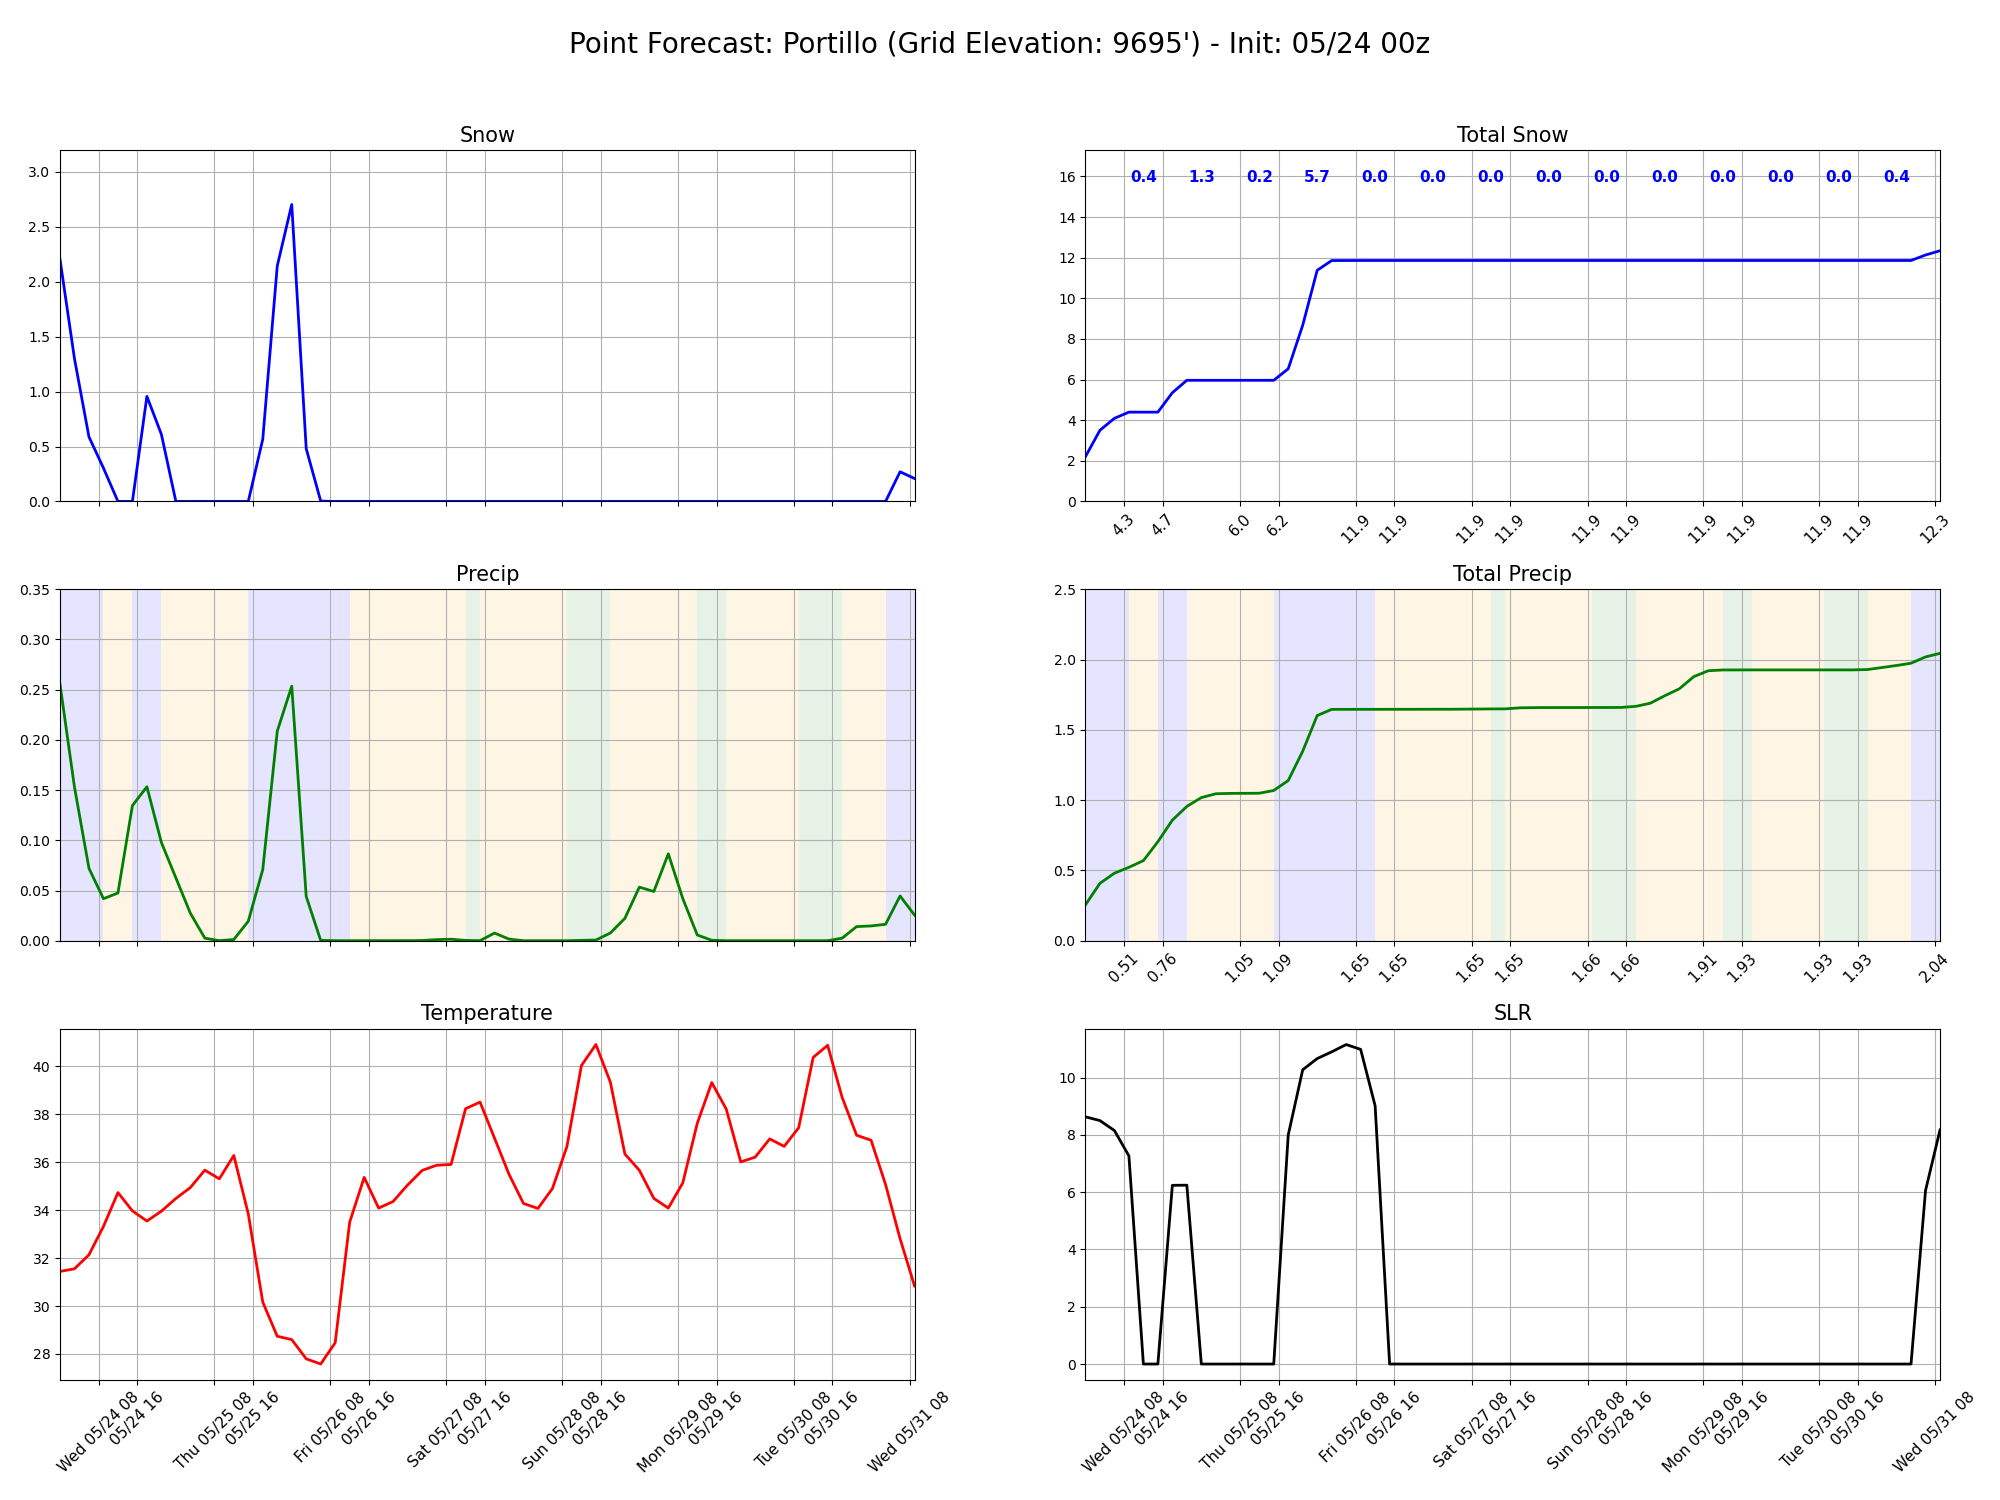 Point Forecast: Portillo (Grid Elevation: 9695') - Init: 05/24 00z
Snow
3.0
2.5
2.0
1.5
1.0
0.5
0.0
Total Snow
0.4 1.3 0.2 5.7 0.0 0.0 0.0 0.0 0.0 0.0 0.0 0.0 0.0 0.4
16
14
12
10
8
6
4
2
0
4.3 4.7 6.0 6.2 11.9 11.9 11.9 11.9 11.9 11.9 11.9 11.9 11.9 11.9 12.3
Precip
0.35
0.30
0.25
0.20
0.15
0.10
0.05
0.00
Total Precip
2.5
2.0
1.5
1.0
0.5
0.0
0.51 0.76 1.05 1.09 1.65 1.65 1.65 1.65 1.66 1.66 1.91 1.93 1.93 1.93 2.04
Temperature
40
38
36
34
32
30
28
Wed 05/24 08
05/24 16
Thu 05/25 08
05/25 16
Fri 05/26 08
05/26 16
Sat 05/27 08
05/27 16
Sun 05/28 08
05/28 16
Mon 05/29 08
05/29 16
Tue 05/30 08
05/30 16
Wed 05/31 08
SLR
10
8
6
4
2
0
Wed 05/24 08
05/24 16
Thu 05/25 08
05/25 16
Fri 05/26 08
05/26 16
Sat 05/27 08
05/27 16
Sun 05/28 08
05/28 16
Mon 05/29 08
05/29 16
Tue 05/30 08
05/30 16
Wed 05/31 08